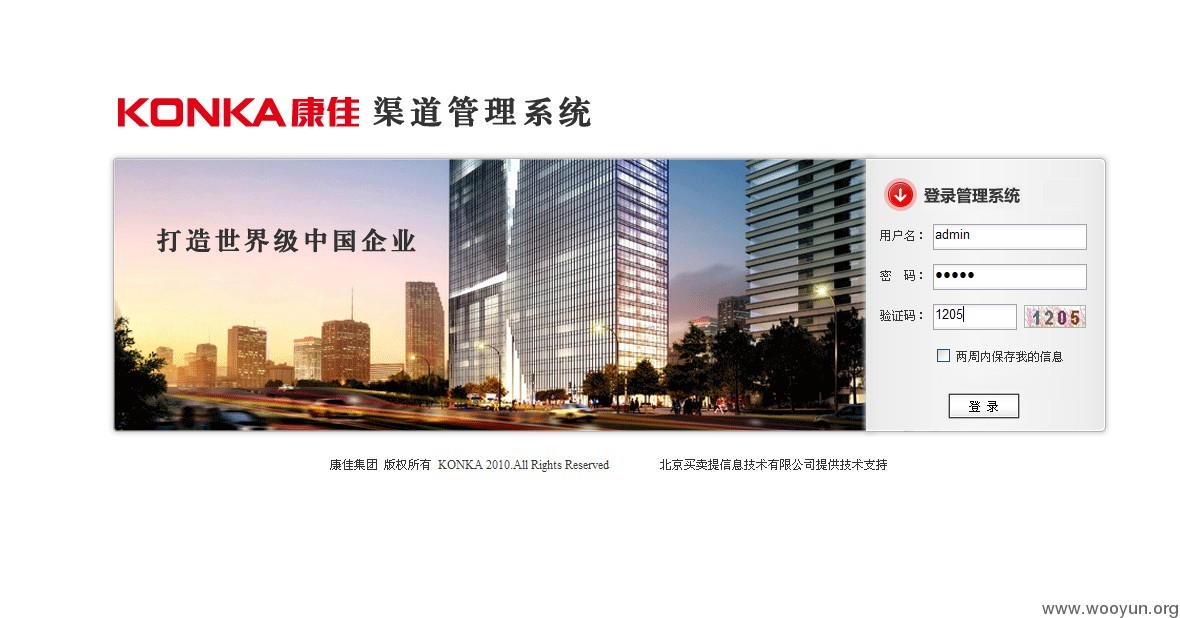 KONKA康佳 渠道管理系统
打造世界级中国企业
登录管理系统
用户名： admin
密 码： •••••
验证码： 1205 1205
两周内保存我的信息
登 录
康佳集团 版权所有 KONKA 2010.All Rights Reserved 北京买卖提信息技术有限公司提供技术支持
www.wooyun.org